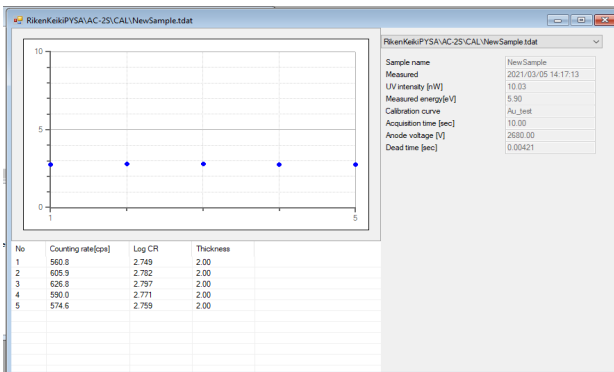 RikenKeikiPYSA\AC-2S\CAL\NewSample.tdat
RikenKeikiPYSA\AC-2S\CAL\NewSample.tdat
10
5
0
1
5
Sample name NewSample
Measured 2021/03/05 14:17:13
UV intensity [nW] 10.03
Measured energy[eV] 5.90
Calibration curve Au_test
Acquisition time [sec] 10.00
Anode voltage [V] 2680.00
Dead time [sec] 0.00421
No Counting rate[cps] Log CR Thickness
1 560.8 2.749 2.00
2 605.9 2.782 2.00
3 626.8 2.797 2.00
4 590.0 2.771 2.00
5 574.6 2.759 2.00